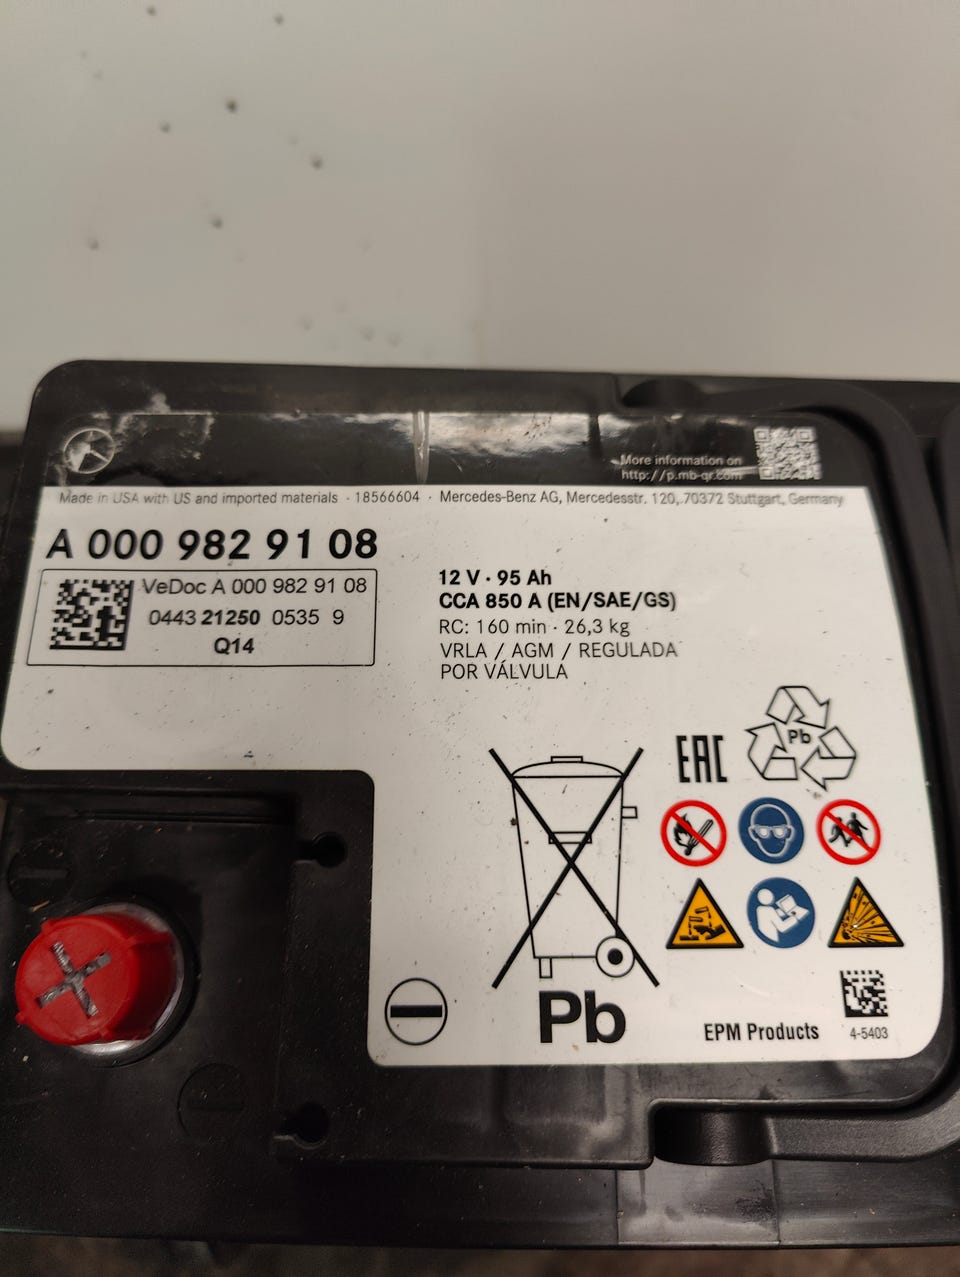 More information on
http://p.mb-qr.com
Made in USA with US and imported materials · 18566604 · Mercedes-Benz AG, Mercedesstr. 120, 70372 Stuttgart, Germany
A 000 982 91 08
VeDoc A 000 982 91 08
0443 21250 0535 9
Q14
12 V · 95 Ah
CCA 850 A (EN/SAE/GS)
RC: 160 min · 26,3 kg
VRLA / AGM / REGULADA
POR VÁLVULA
EAC
Pb
Pb
EPM Products
4-5403